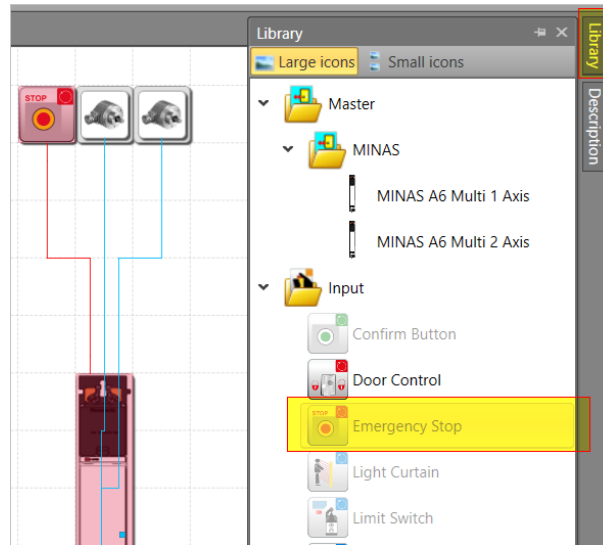 Library
Large icons
Small icons
Master
MINAS
MINAS A6 Multi 1 Axis
MINAS A6 Multi 2 Axis
Input
Confirm Button
Door Control
Emergency Stop
Light Curtain
Limit Switch
STOP
STOP
Library
Description